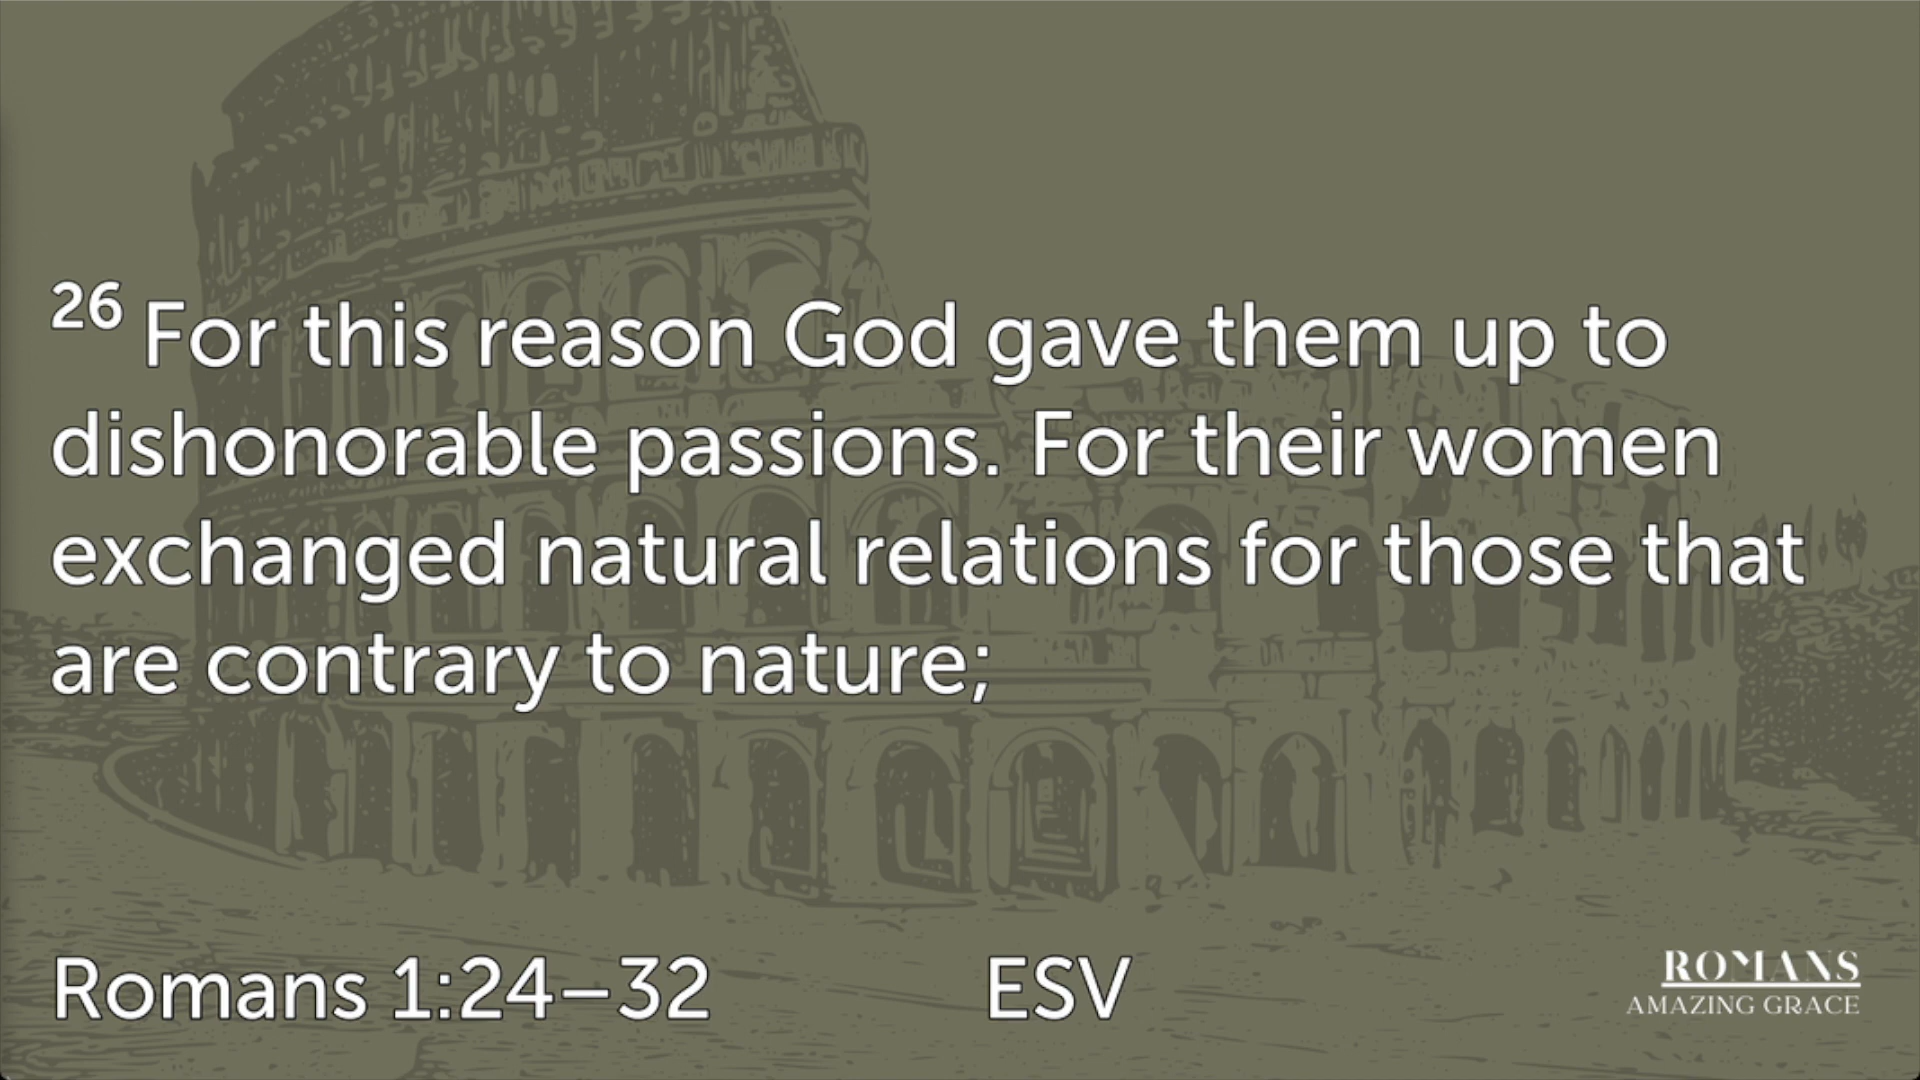 26 For this reason God gave them up to
dishonorable passions. For their women
exchanged natural relations for those that
are contrary to nature;
Romans 1:24–32 ESV
ROMANS
AMAZING GRACE